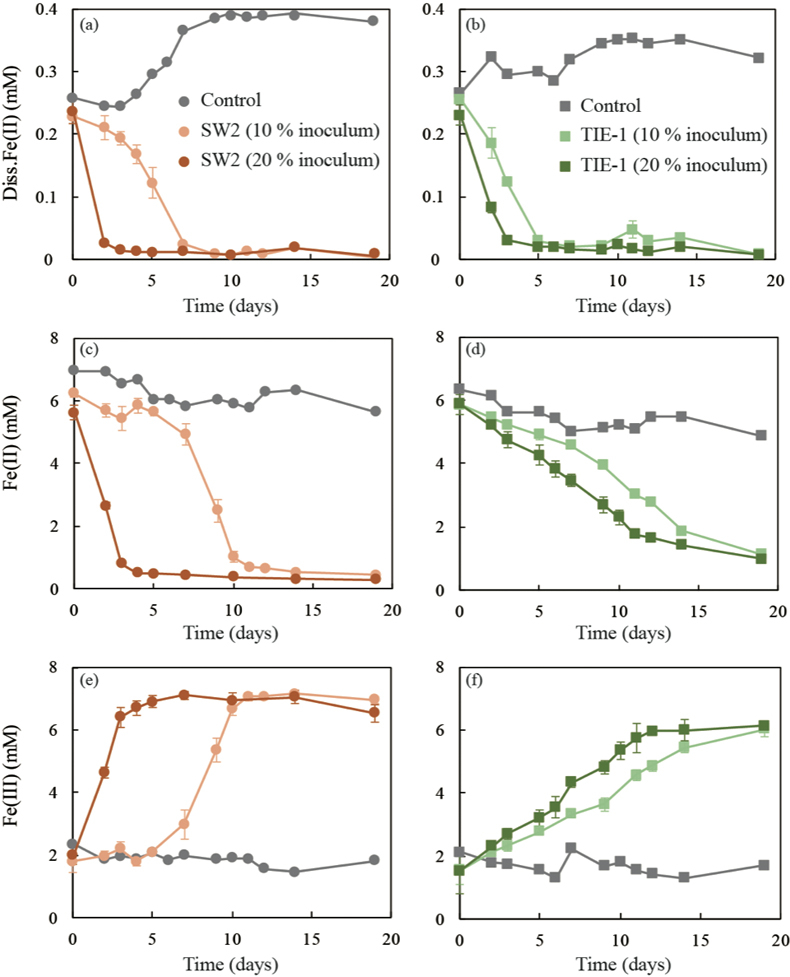 (a)
Diss.Fe(II) (mM)
0.4
0.3
0.2
0.1
0
Control
SW2 (10 % inoculum)
SW2 (20 % inoculum)
0 5 10 15 20
Time (days)
(b)
0.4
0.3
0.2
0.1
0
Control
TIE-1 (10 % inoculum)
TIE-1 (20 % inoculum)
0 5 10 15 20
Time (days)
(c)
Fe(II) (mM)
8
6
4
2
0
0 5 10 15 20
Time (days)
(d)
8
6
4
2
0
0 5 10 15 20
Time (days)
(e)
Fe(III) (mM)
8
6
4
2
0
0 5 10 15 20
Time (days)
(f)
8
6
4
2
0
0 5 10 15 20
Time (days)